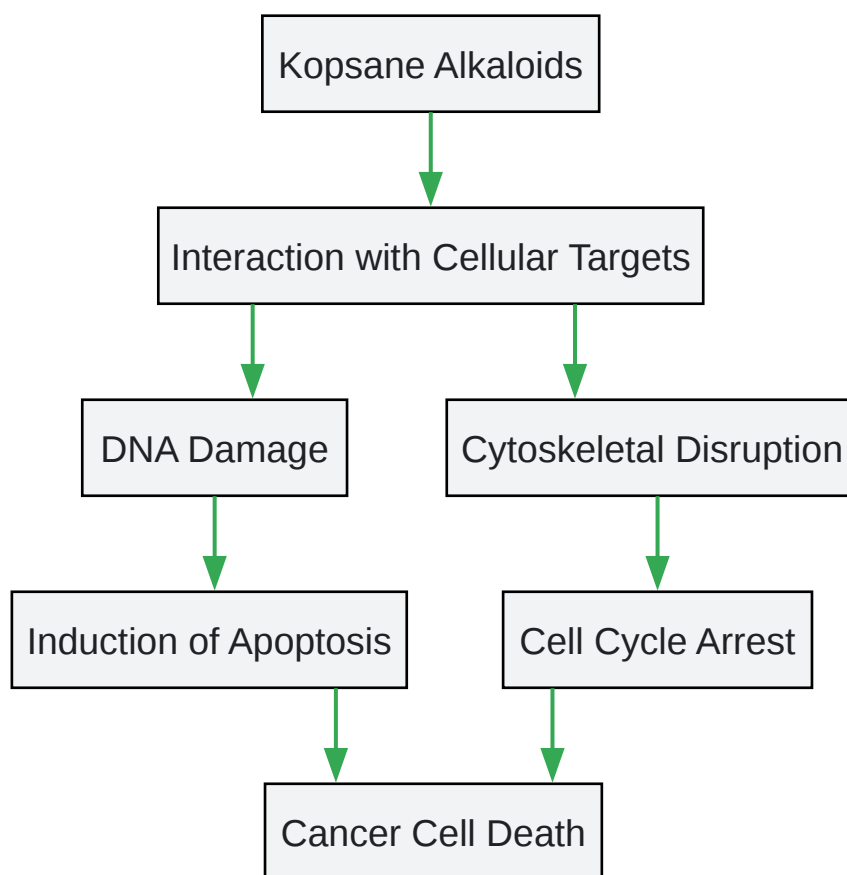 Kopsane Alkaloids
Interaction with Cellular Targets
DNA Damage
Cytoskeletal Disruption
Induction of Apoptosis
Cell Cycle Arrest
Cancer Cell Death